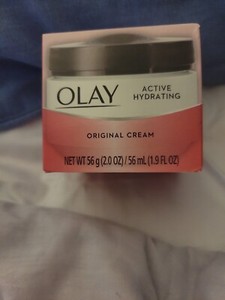 OLAY
ACTIVE
HYDRATING
ORIGINAL CREAM
NET WT 56 g (2.0 OZ) / 56 mL (1.9 FL OZ)